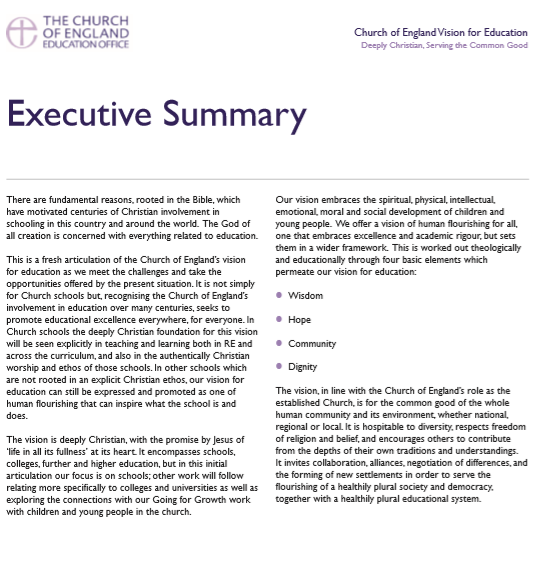 THE CHURCH
OF ENGLAND
EDUCATION OFFICE
Church of England Vision for Education
Deeply Christian, Serving the Common Good
Executive Summary
There are fundamental reasons, rooted in the Bible, which
have motivated centuries of Christian involvement in
schooling in this country and around the world. The God of
all creation is concerned with everything related to education.
This is a fresh articulation of the Church of England's vision
for education as we meet the challenges and take the
opportunities offered by the present situation. It is not simply
for Church schools but, recognising the Church of England's
involvement in education over many centuries, seeks to
promote educational excellence everywhere, for everyone. In
Church schools the deeply Christian foundation for this vision
will be seen explicitly in teaching and learning both in RE and
across the curriculum, and also in the authentically Christian
worship and ethos of those schools. In other schools which
are not rooted in an explicit Christian ethos, our vision for
education can still be expressed and promoted as one of
human flourishing that can inspire what the school is and
does.
The vision is deeply Christian, with the promise by Jesus of
'life in all its fullness' at its heart. It encompasses schools,
colleges, further and higher education, but in this initial
articulation our focus is on schools; other work will follow
relating more specifically to colleges and universities as well as
exploring the connections with our Going for Growth work
with children and young people in the church.
Our vision embraces the spiritual, physical, intellectual,
emotional, moral and social development of children and
young people. We offer a vision of human flourishing for all,
one that embraces excellence and academic rigour, but sets
them in a wider framework. This is worked out theologically
and educationally through four basic elements which
permeate our vision for education:
• Wisdom
• Hope
• Community
• Dignity
The vision, in line with the Church of England's role as the
established Church, is for the common good of the whole
human community and its environment, whether national,
regional or local. It is hospitable to diversity, respects freedom
of religion and belief, and encourages others to contribute
from the depths of their own traditions and understandings.
It invites collaboration, alliances, negotiation of differences, and
the forming of new settlements in order to serve the
flourishing of a healthily plural society and democracy,
together with a healthily plural educational system.